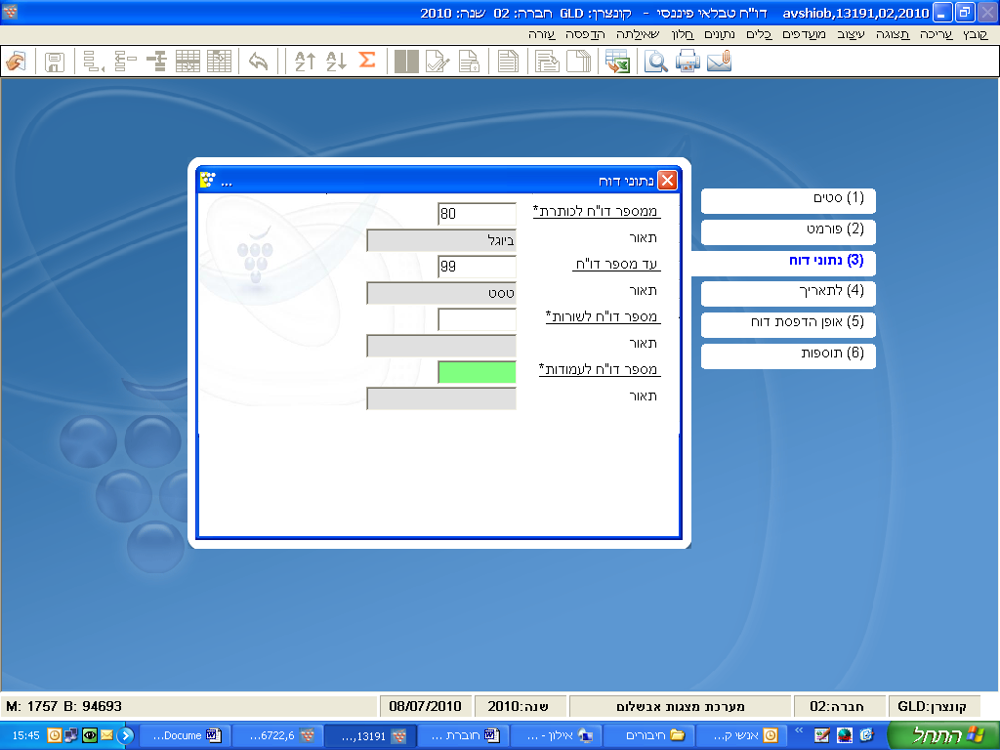 דו"ח טבלאי פיננסי - קונצרן: GLD חברה: 02 שנה: 2010 avshiob,13191,02,2010
קובץ עריכה תצוגה עיצוב מועדפים כלים נתונים חלון שאילתה הדפסה עזרה
נתוני דוח ...
ממספר דו"ח לכותרת* 80
תאור ביוגל
עד מספר דו"ח 99
תאור טסט
מספר דו"ח לשורות*
תאור
מספר דו"ח לעמודות*
תאור
(1) סטים
(2) פורמט
(3) נתוני דוח
(4) לתאריך
(5) אופן הדפסת דוח
(6) תוספות
קונצרן:GLD חברה:02 מערכת מצגות אבשלום שנה:2010 08/07/2010 M: 1757 B: 94693
התחל אנשי ק... חיבורים אילון - ... חוברת ... 13191,... 6722,6... Docume... 15:45